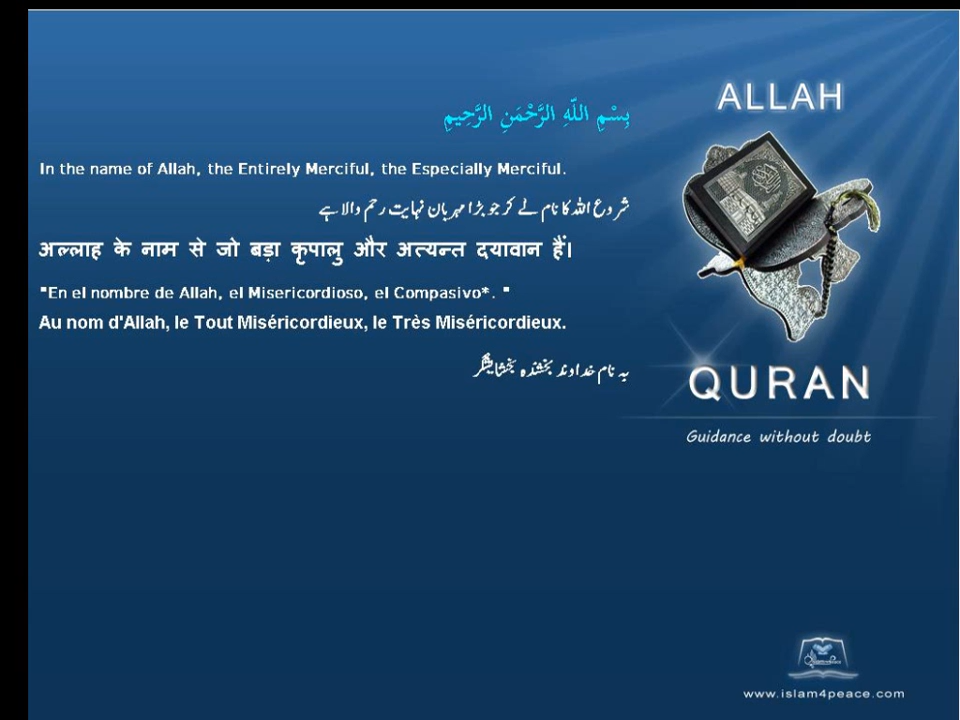 بِسْمِ اللّهِ الرَّحْمَنِ الرَّحِيمِ
In the name of Allah, the Entirely Merciful, the Especially Merciful.
شروع الله کا نام لے کر جو بڑا مہربان نہایت رحم والا ہے
अल्लाह के नाम से जो बड़ा कृपालु और अत्यन्त दयावान हैं।
"En el nombre de Allah, el Misericordioso, el Compasivo*. "
Au nom d'Allah, le Tout Miséricordieux, le Très Miséricordieux.
به نام خداوند بخشنده بخشایشگر
ALLAH
QURAN
Guidance without doubt
www.islam4peace.com